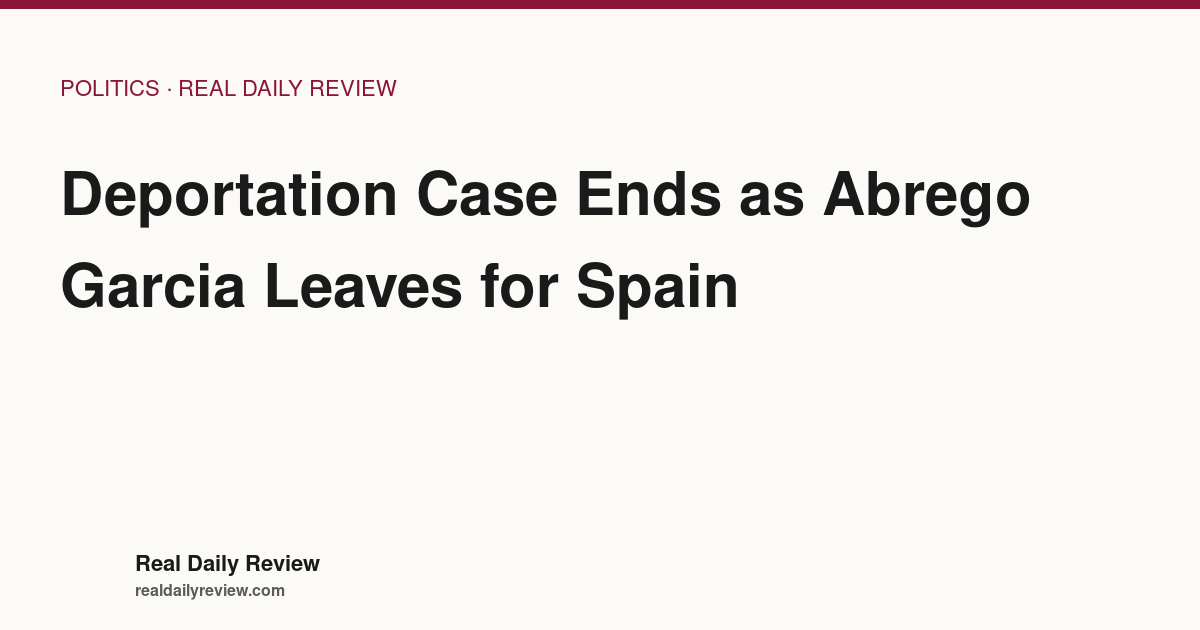 POLITICS · REAL DAILY REVIEW
Deportation Case Ends as Abrego
Garcia Leaves for Spain
Real Daily Review
realdailyreview.com